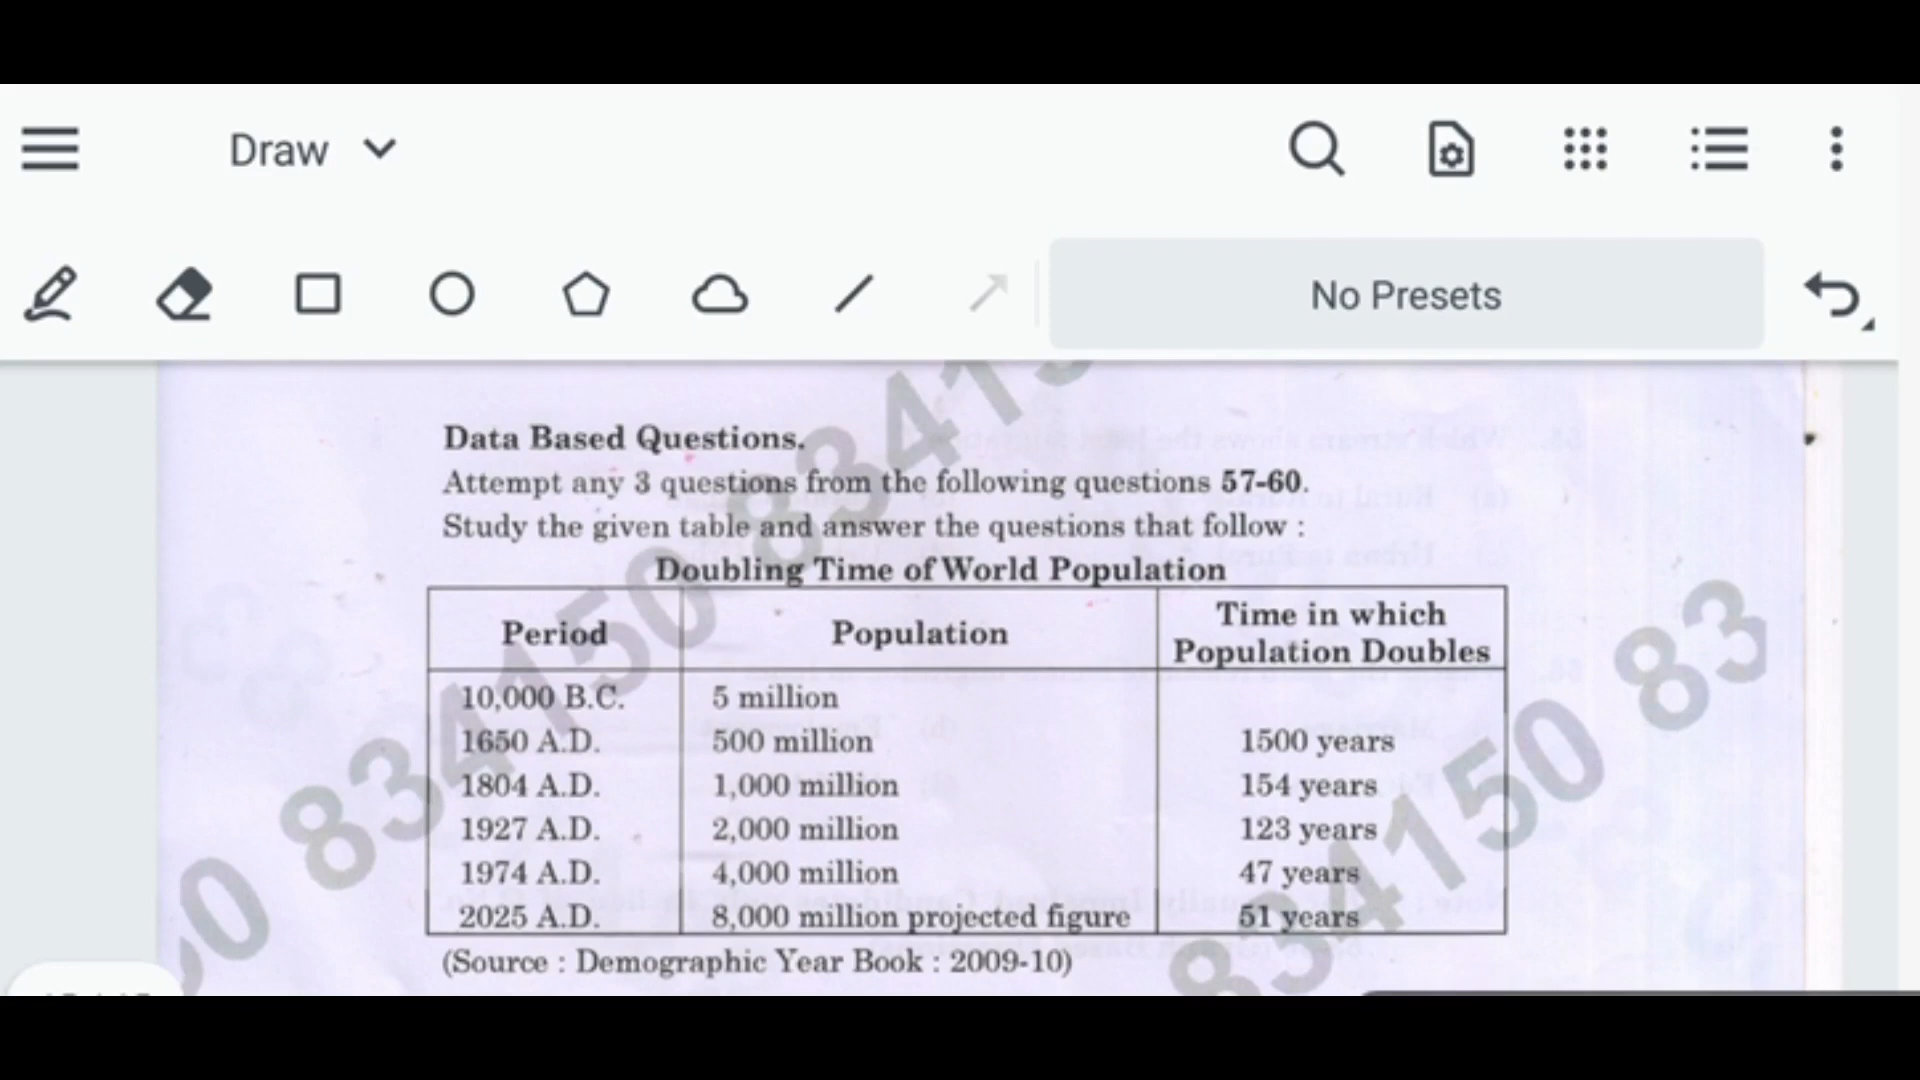 Draw
No Presets
Data Based Questions.
Attempt any 3 questions from the following questions 57-60.
Study the given table and answer the questions that follow :
Doubling Time of World Population
Period Population Time in which Population Doubles
10,000 B.C. 5 million
1650 A.D. 500 million 1500 years
1804 A.D. 1,000 million 154 years
1927 A.D. 2,000 million 123 years
1974 A.D. 4,000 million 47 years
2025 A.D. 8,000 million projected figure 51 years
(Source : Demographic Year Book : 2009-10)
834150 83415
834150 83